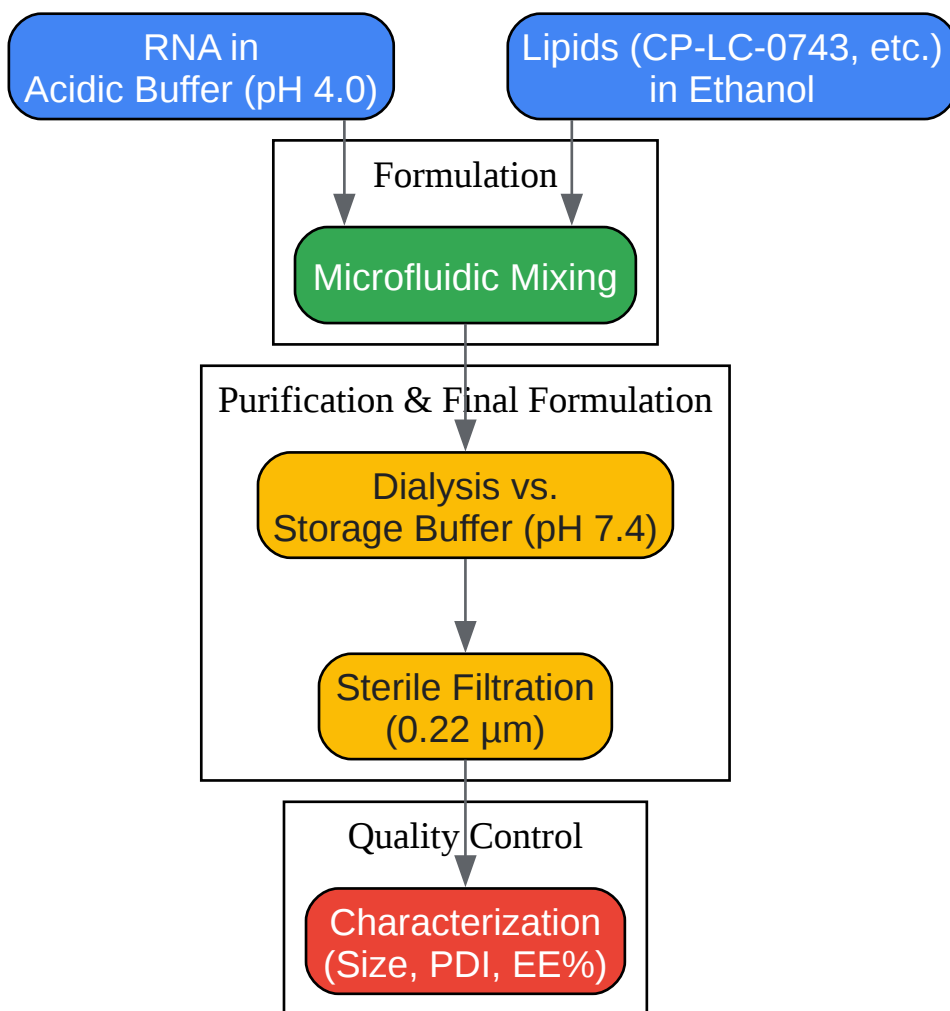 RNA in
Acidic Buffer (pH 4.0)
Lipids (CP-LC-0743, etc.)
in Ethanol
Formulation
Microfluidic Mixing
Purification & Final Formulation
Dialysis vs.
Storage Buffer (pH 7.4)
Sterile Filtration
(0.22 µm)
Quality Control
Characterization
(Size, PDI, EE%)